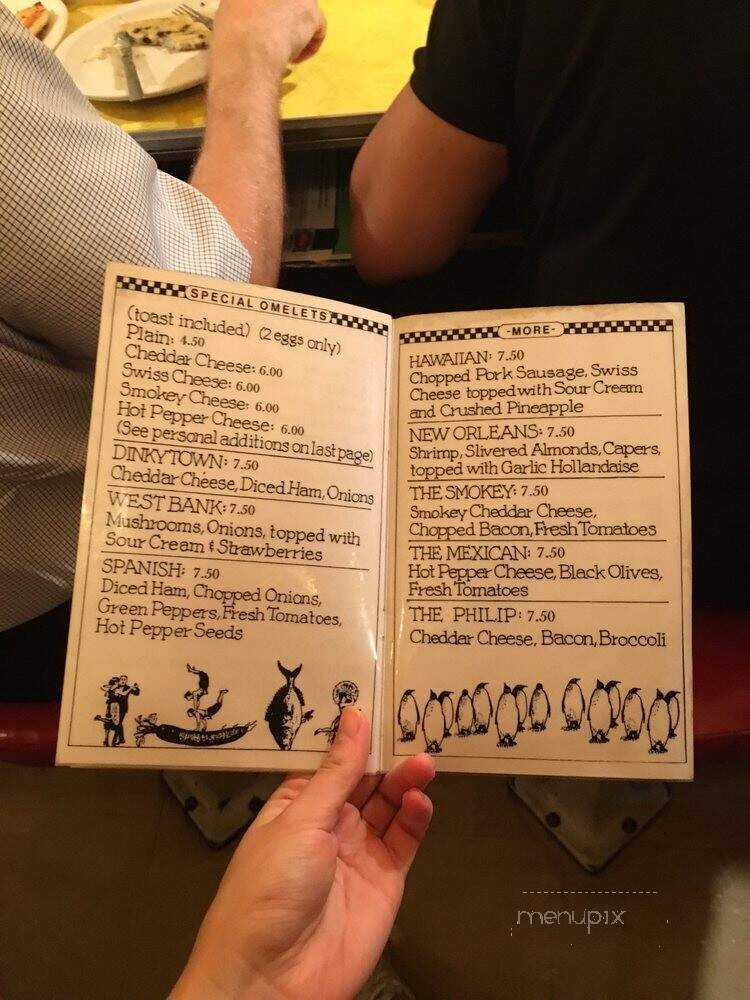 SPECIAL OMELETS
(toast included) (2 eggs only)
Plain: 4.50
Cheddar Cheese: 6.00
Swiss Cheese: 6.00
Smokey Cheese: 6.00
Hot Pepper Cheese: 6.00
(See personal additions on last page)
DINKYTOWN: 7.50
Cheddar Cheese, Diced Ham, Onions
WEST BANK: 7.50
Mushrooms, Onions, topped with
Sour Cream & Strawberries
SPANISH: 7.50
Diced Ham, Chopped Onions,
Green Peppers, Fresh Tomatoes,
Hot Pepper Seeds
-MORE-
HAWAIIAN: 7.50
Chopped Pork Sausage, Swiss
Cheese topped with Sour Cream
and Crushed Pineapple
NEW ORLEANS: 7.50
Shrimp, Slivered Almonds, Capers,
topped with Garlic Hollandaise
THE SMOKEY: 7.50
Smokey Cheddar Cheese,
Chopped Bacon, Fresh Tomatoes
THE MEXICAN: 7.50
Hot Pepper Cheese, Black Olives,
Fresh Tomatoes
THE PHILIP: 7.50
Cheddar Cheese, Bacon, Broccoli
menupix